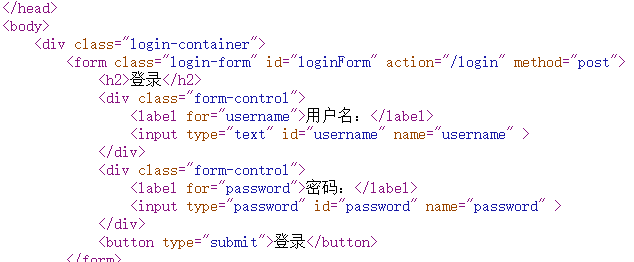 </head>
<body>
<div class="login-container">
<form class="login-form" id="loginForm" action="/login" method="post">
<h2>登录</h2>
<div class="form-control">
<label for="username">用户名：</label>
<input type="text" id="username" name="username" >
</div>
<div class="form-control">
<label for="password">密码：</label>
<input type="password" id="password" name="password" >
</div>
<button type="submit">登录</button>
</form>